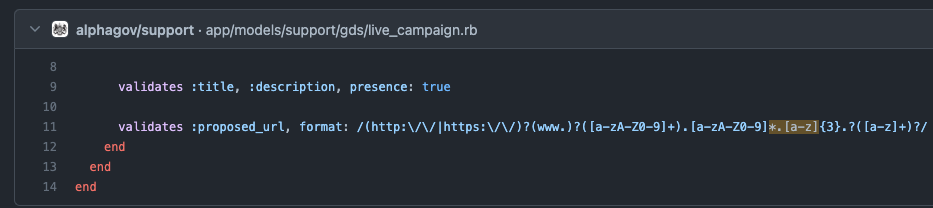 alphagov/support · app/models/support/gds/live_campaign.rb
8
9 validates :title, :description, presence: true
10
11 validates :proposed_url, format: /(http:\/\/|https:\/\/)?(www.)?([a-zA-Z0-9]+).[a-zA-Z0-9]*.[a-z]{3}.?([a-z]+)?/
12 end
13 end
14 end